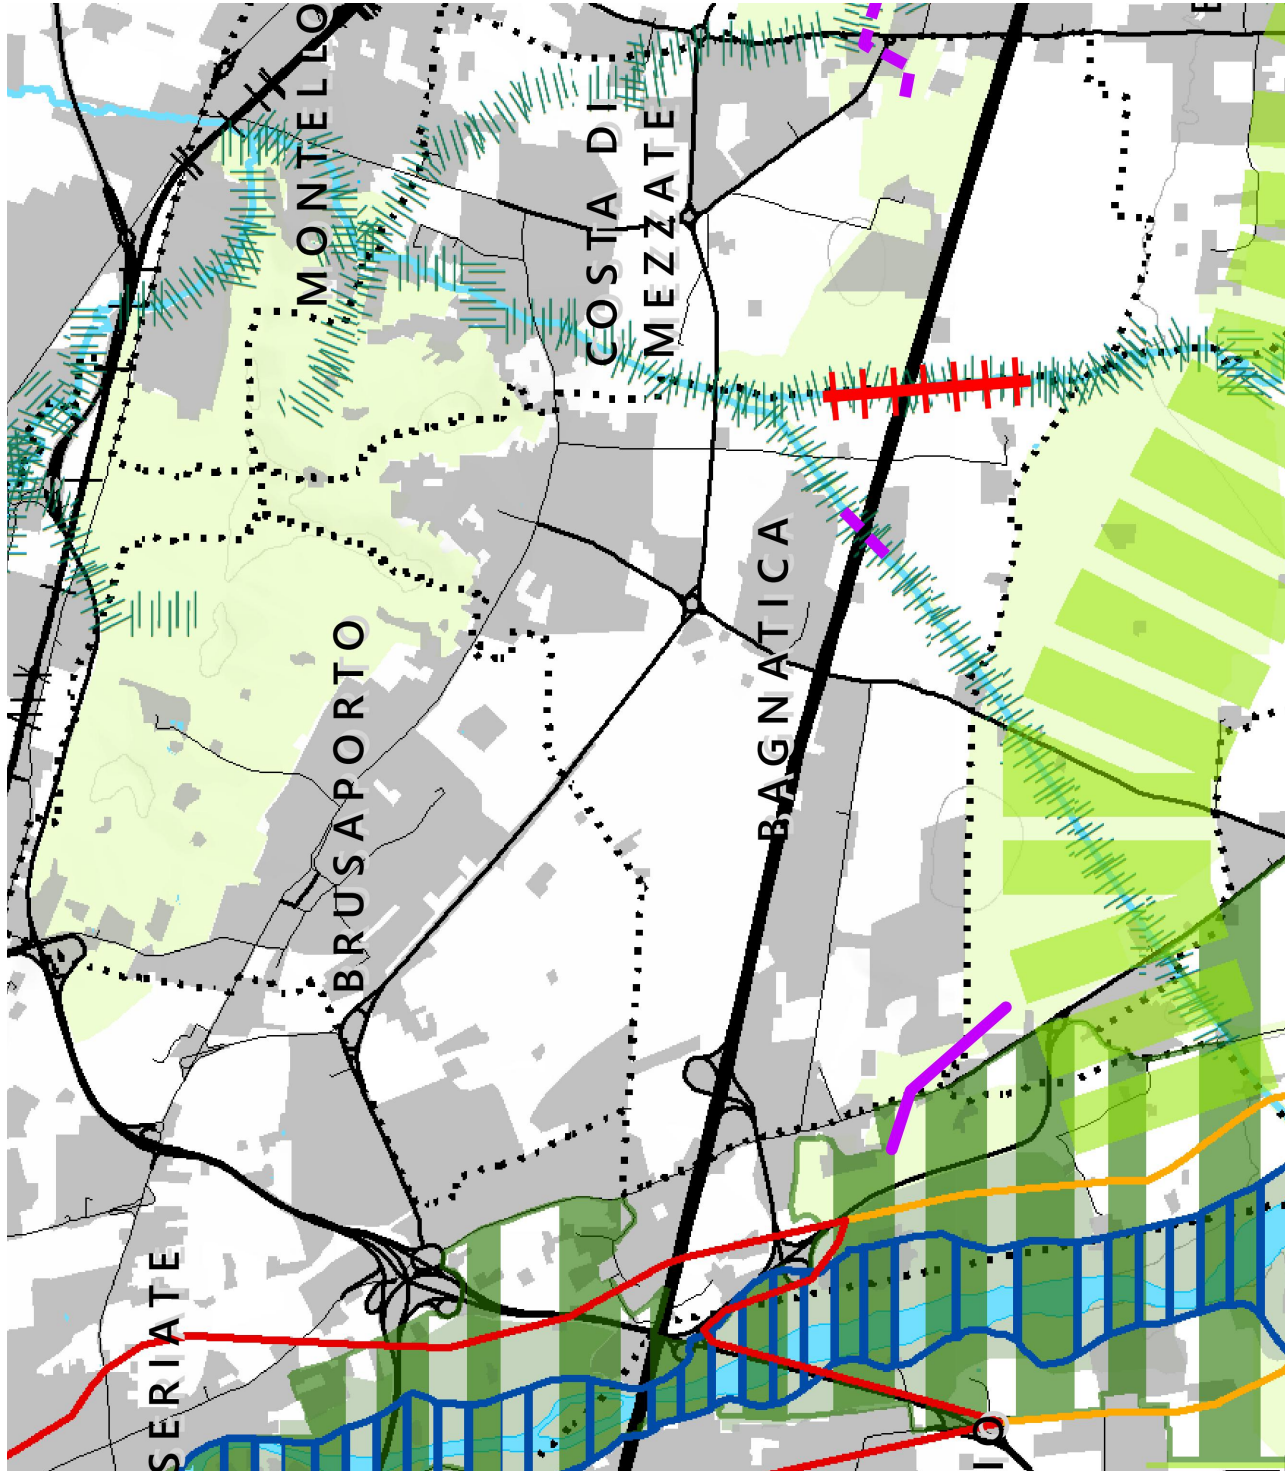 MONTELLO
COSTA DI
MEZZATE
BAGNATICA
BRUSAPORTO
SERIATE